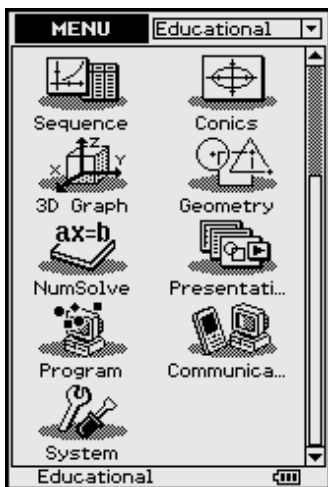 MENU Educational
Sequence Conics
Z
X Y
r
3D Graph Geometry
ax=b
NumSolve Presentati...
Program Communica...
System
Educational